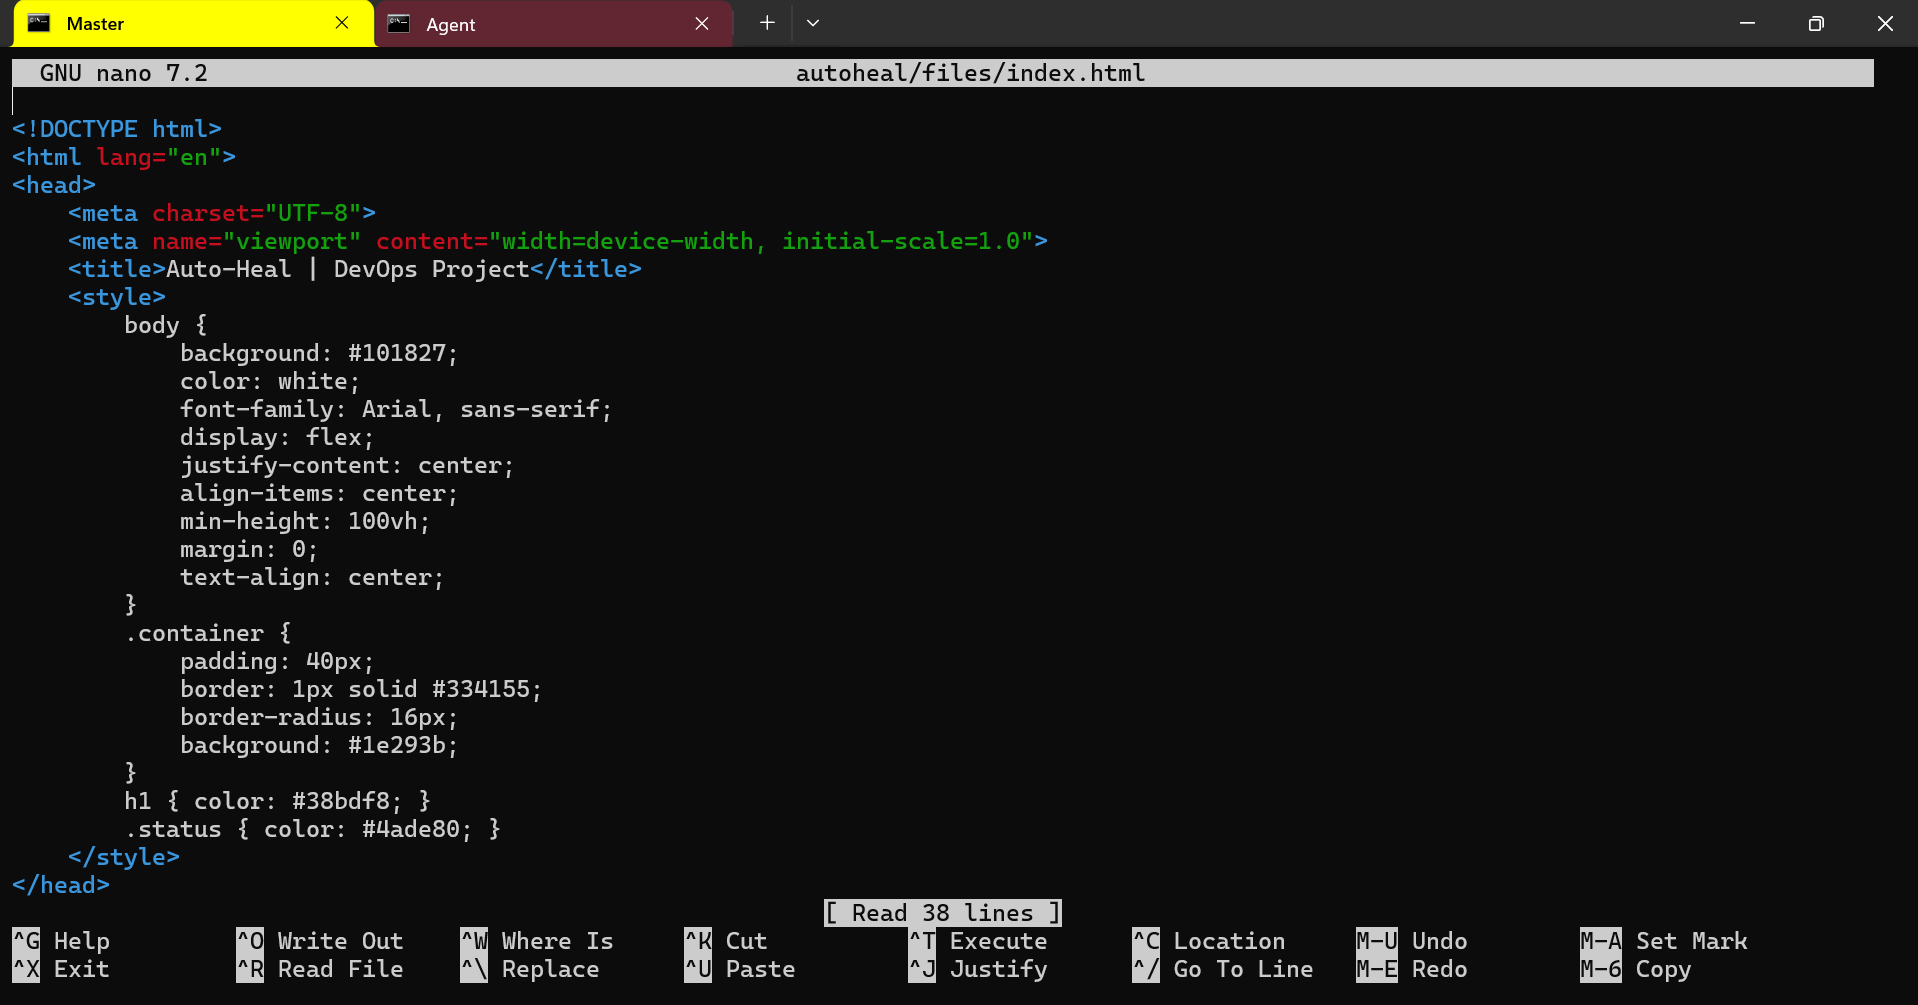 Master
Agent
GNU nano 7.2 autoheal/files/index.html
<!DOCTYPE html>
<html lang="en">
<head>
    <meta charset="UTF-8">
    <meta name="viewport" content="width=device-width, initial-scale=1.0">
    <title>Auto-Heal | DevOps Project</title>
    <style>
        body {
            background: #101827;
            color: white;
            font-family: Arial, sans-serif;
            display: flex;
            justify-content: center;
            align-items: center;
            min-height: 100vh;
            margin: 0;
            text-align: center;
        }
        .container {
            padding: 40px;
            border: 1px solid #334155;
            border-radius: 16px;
            background: #1e293b;
        }
        h1 { color: #38bdf8; }
        .status { color: #4ade80; }
    </style>
</head>
[ Read 38 lines ]
^G Help ^O Write Out ^W Where Is ^K Cut ^T Execute ^C Location M-U Undo M-A Set Mark
^X Exit ^R Read File ^\ Replace ^U Paste ^J Justify ^/ Go To Line M-E Redo M-6 Copy